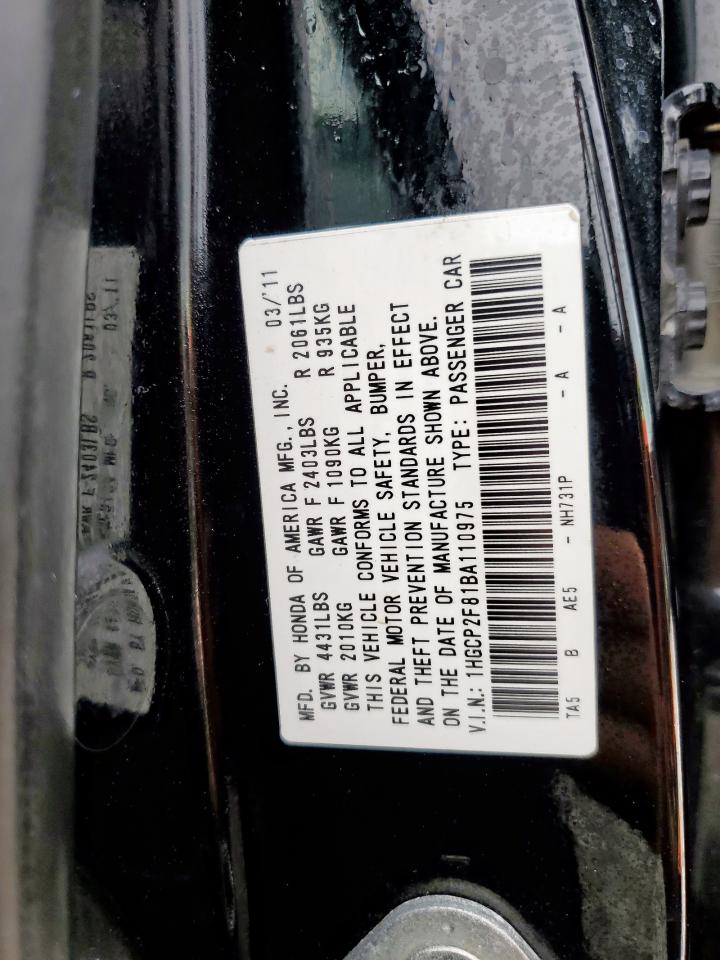 MFD. BY HONDA OF AMERICA MFG., INC. 03/'11
GVWR 4431LBS GAWR F 2403LBS R 2061LBS
GVWR 2010KG GAWR F 1090KG R 935KG
THIS VEHICLE CONFORMS TO ALL APPLICABLE
FEDERAL MOTOR VEHICLE SAFETY, BUMPER,
AND THEFT PREVENTION STANDARDS IN EFFECT
ON THE DATE OF MANUFACTURE SHOWN ABOVE.
V.I.N.: 1HGCP2F81BA110975 TYPE: PASSENGER CAR
TA5 B AE5 - NH731P - A - A